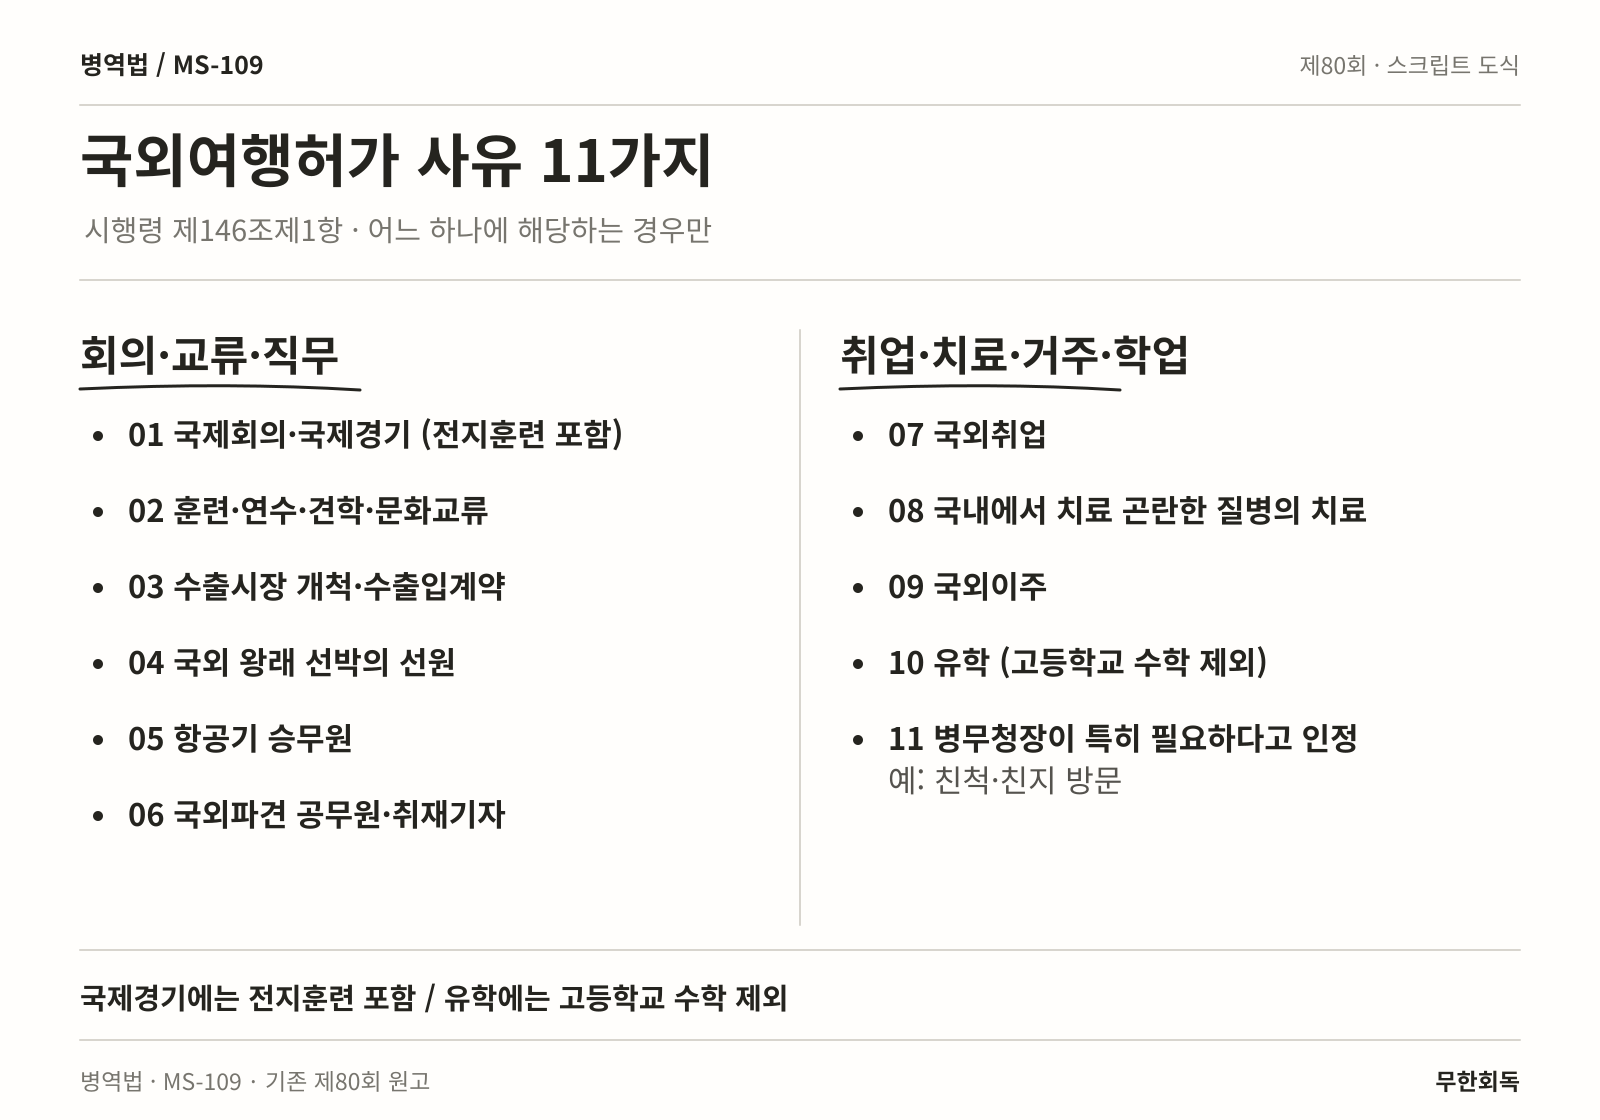 병역법 / MS-109
제80회 · 스크립트 도식
국외여행허가 사유 11가지
시행령 제146조제1항 · 어느 하나에 해당하는 경우만
회의·교류·직무
• 01 국제회의·국제경기 (전지훈련 포함)
• 02 훈련·연수·견학·문화교류
• 03 수출시장 개척·수출입계약
• 04 국외 왕래 선박의 선원
• 05 항공기 승무원
• 06 국외파견 공무원·취재기자
취업·치료·거주·학업
• 07 국외취업
• 08 국내에서 치료 곤란한 질병의 치료
• 09 국외이주
• 10 유학 (고등학교 수학 제외)
• 11 병무청장이 특히 필요하다고 인정
예: 친척·친지 방문
국제경기에는 전지훈련 포함 / 유학에는 고등학교 수학 제외
병역법 · MS-109 · 기존 제80회 원고
무한회독